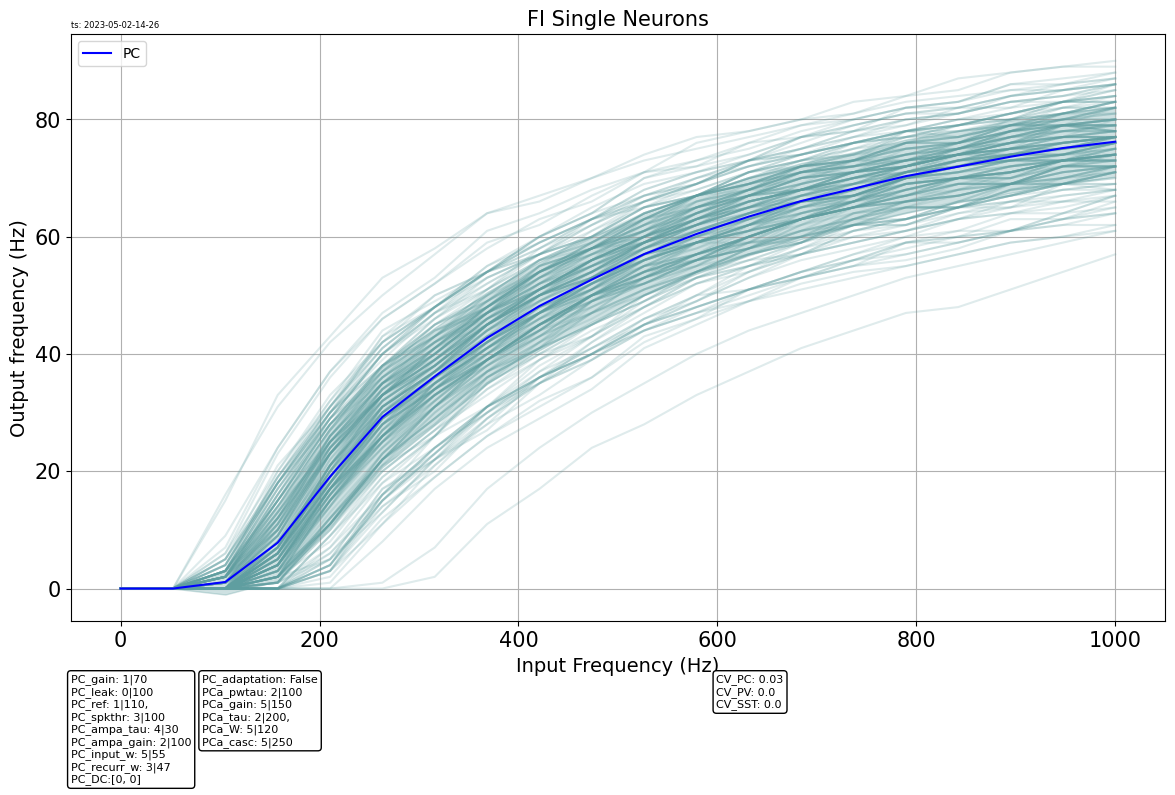 ts: 2023-05-02-14-26
FI Single Neurons
PC
Output frequency (Hz)
80
60
40
20
0
0 200 400 600 800 1000
Input Frequency (Hz)
PC_gain: 1|70
PC_leak: 0|100
PC_ref: 1|110,
PC_spkthr: 3|100
PC_ampa_tau: 4|30
PC_ampa_gain: 2|100
PC_input_w: 5|55
PC_recurr_w: 3|47
PC_DC:[0, 0]
PC_adaptation: False
PCa_pwtau: 2|100
PCa_gain: 5|150
PCa_tau: 2|200,
PCa_W: 5|120
PCa_casc: 5|250
CV_PC: 0.03
CV_PV: 0.0
CV_SST: 0.0